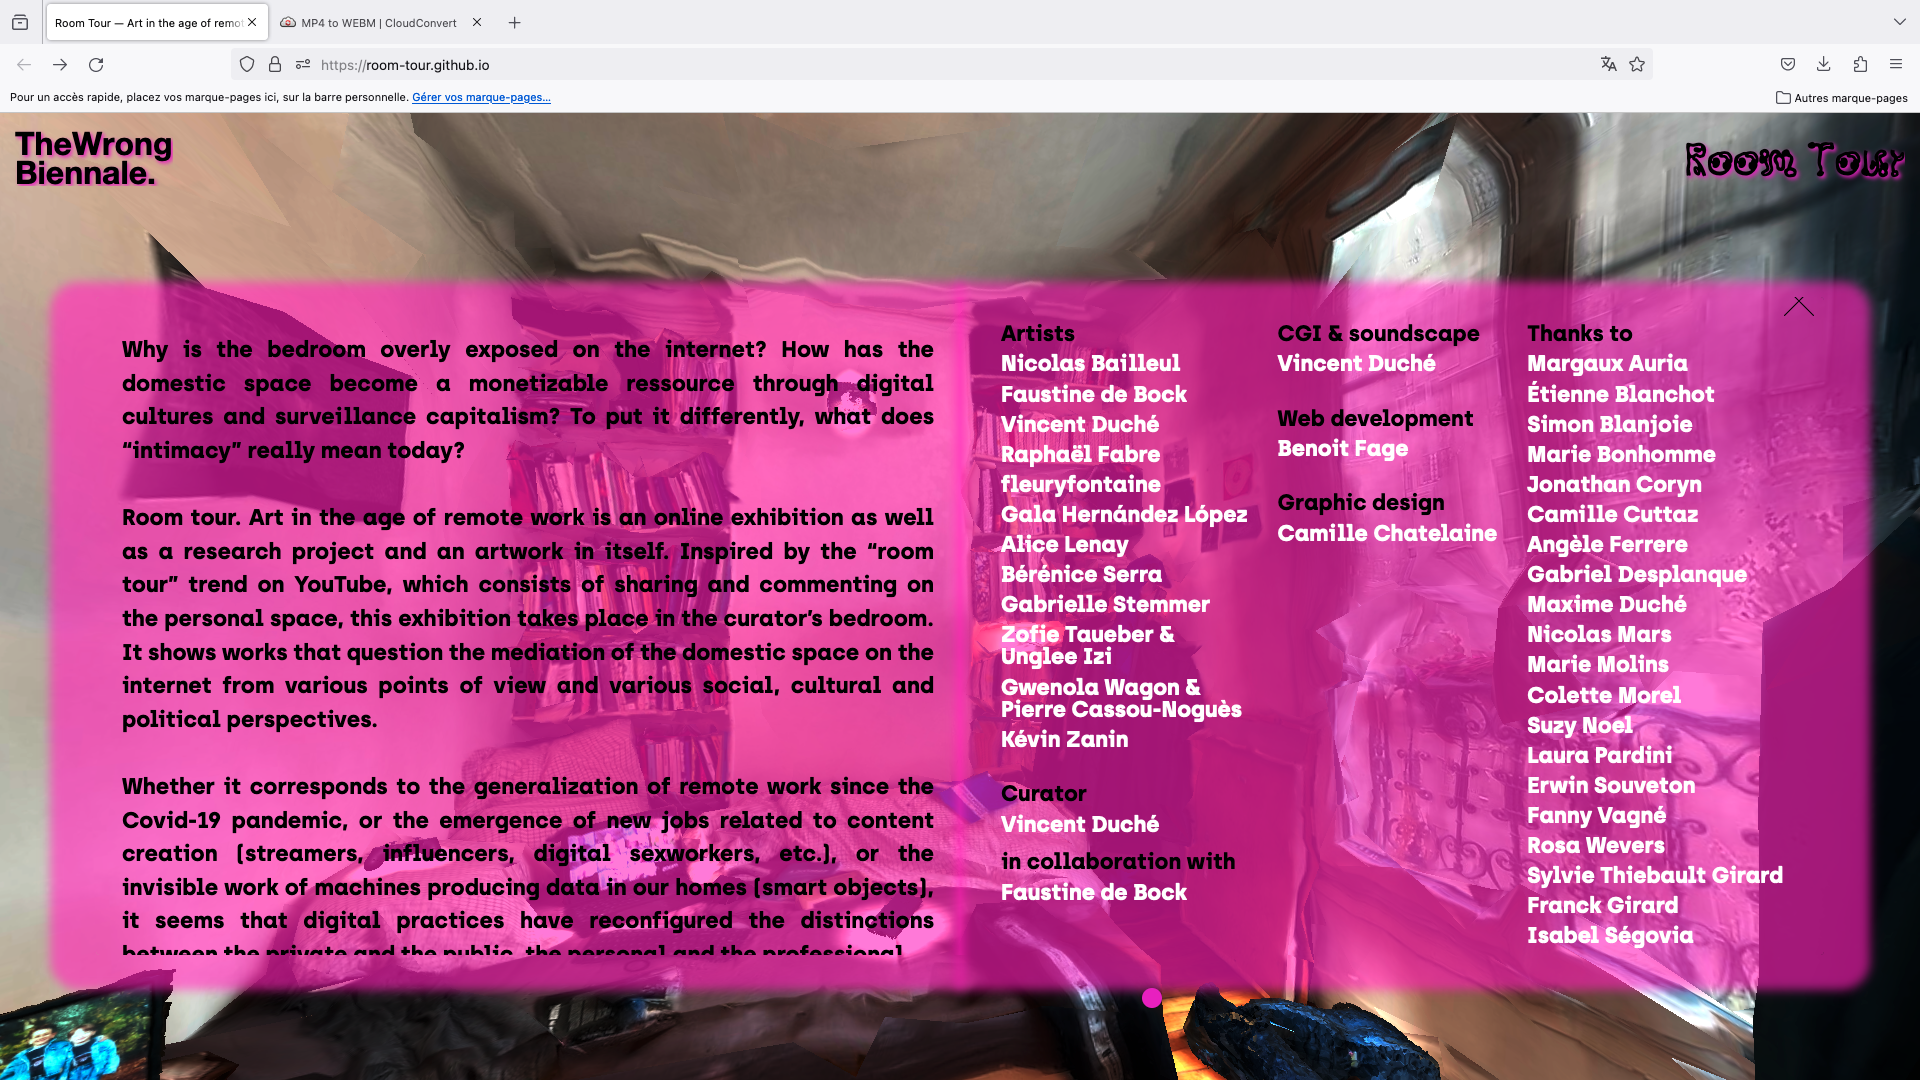 Room Tour — Art in the age of remot
MP4 to WEBM | CloudConvert
https://room-tour.github.io
Pour un accès rapide, placez vos marque-pages ici, sur la barre personnelle. Gérer vos marque-pages...
Autres marque-pages
TheWrong
Biennale.
Room Tour
Why is the bedroom overly exposed on the internet? How has the
domestic space become a monetizable ressource through digital
cultures and surveillance capitalism? To put it differently, what does
“intimacy” really mean today?
Room tour. Art in the age of remote work is an online exhibition as well
as a research project and an artwork in itself. Inspired by the “room
tour” trend on YouTube, which consists of sharing and commenting on
the personal space, this exhibition takes place in the curator’s bedroom.
It shows works that question the mediation of the domestic space on the
internet from various points of view and various social, cultural and
political perspectives.
Whether it corresponds to the generalization of remote work since the
Covid-19 pandemic, or the emergence of new jobs related to content
creation (streamers, influencers, digital sexworkers, etc.), or the
invisible work of machines producing data in our homes (smart objects),
it seems that digital practices have reconfigured the distinctions
between the private and the public, the personal and the professional.
Artists
Nicolas Bailleul
Faustine de Bock
Vincent Duché
Raphaël Fabre
fleuryfontaine
Gala Hernández López
Alice Lenay
Bérénice Serra
Gabrielle Stemmer
Zofie Taueber &
Unglee Izi
Gwenola Wagon &
Pierre Cassou-Noguès
Kévin Zanin
Curator
Vincent Duché
in collaboration with
Faustine de Bock
CGI & soundscape
Vincent Duché
Web development
Benoit Fage
Graphic design
Camille Chatelaine
Thanks to
Margaux Auria
Étienne Blanchot
Simon Blanjoie
Marie Bonhomme
Jonathan Coryn
Camille Cuttaz
Angèle Ferrere
Gabriel Desplanque
Maxime Duché
Nicolas Mars
Marie Molins
Colette Morel
Suzy Noel
Laura Pardini
Erwin Souveton
Fanny Vagné
Rosa Wevers
Sylvie Thiebault Girard
Franck Girard
Isabel Ségovia